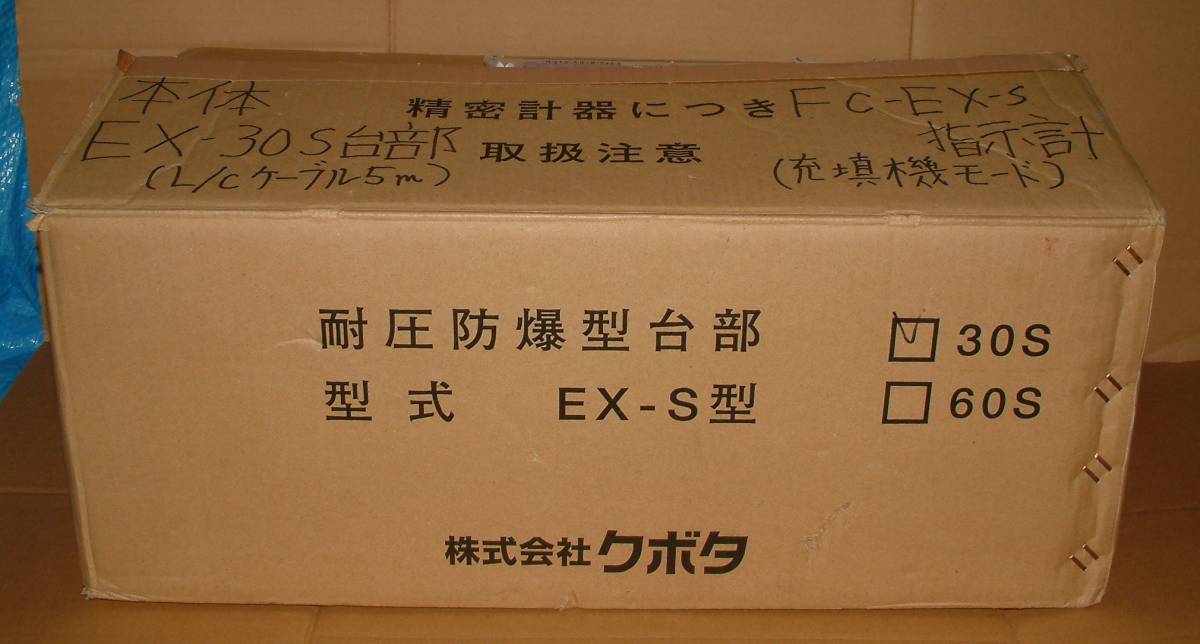 本体
精密計器につき FC-EX-S
EX-30S台部 取扱注意 指示計
(L/Cケーブル5m) (充填機モード)
耐圧防爆型台部 30S
型式 EX-S型 60S
株式会社クボタ